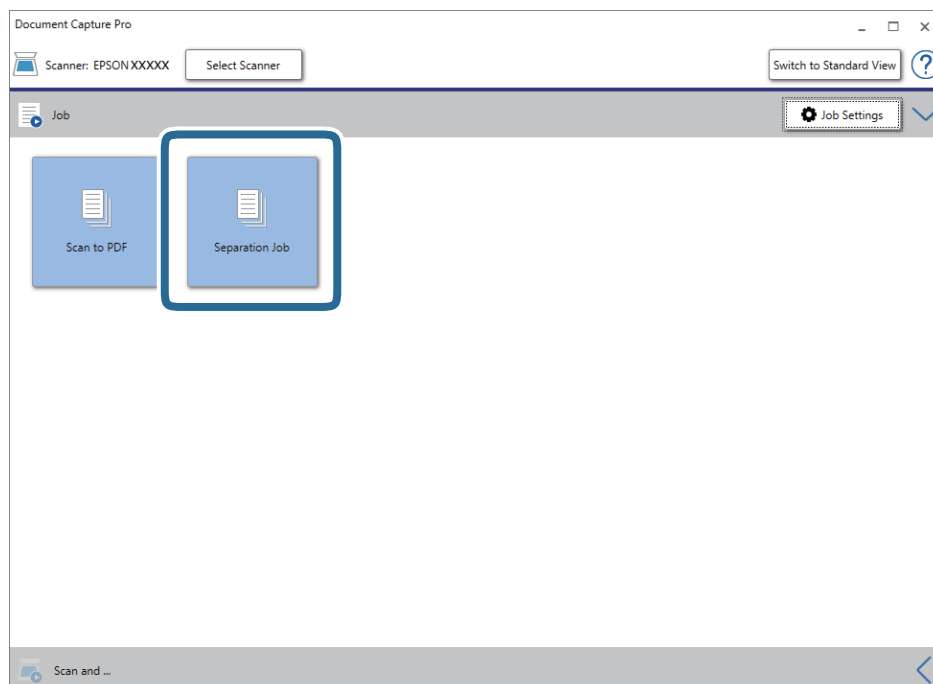 Document Capture Pro
Scanner: EPSON XXXXX Select Scanner Switch to Standard View ?
Job Job Settings
Scan to PDF Separation Job
Scan and ...